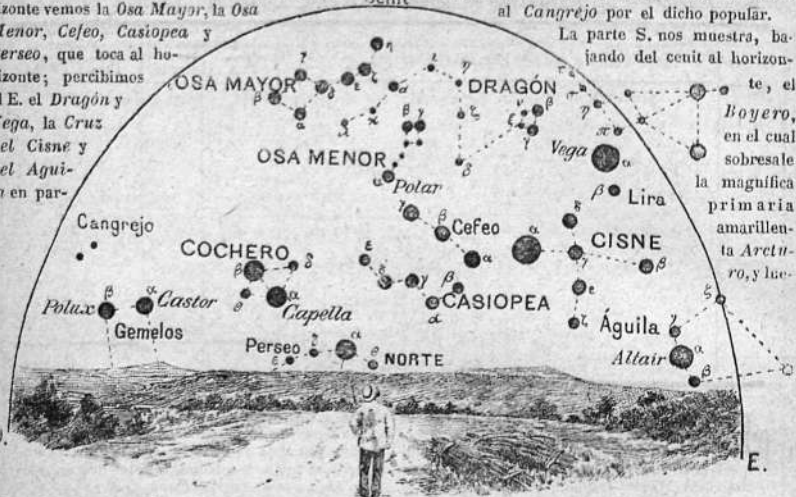 zonte vemos la Osa Mayor, la Osa
Menor, Cefeo, Casiopea y
Perseo, que toca al ho-
rizonte; percibimos
al E. el Dragón y
Vega, la Cruz
del Cisne y
el Agui-
en par-
al Cangrejo por el dicho popular.
La parte S. nos muestra, ba-
jando del cenit al horizon-
te, el
Boyero,
en el cual
sobresale
la magnífica
primaria
amarillen-
ta Arctu-
ro, y lue-
OSA MAYOR
DRAGÓN
OSA MENOR
Polar
Vega
Lira
Cangrejo
Cefeo
COCHERO
CISNE
Polux
Castor
Capella
CASIOPEA
Gemelos
Águila
Altair
Perseo
NORTE
E.